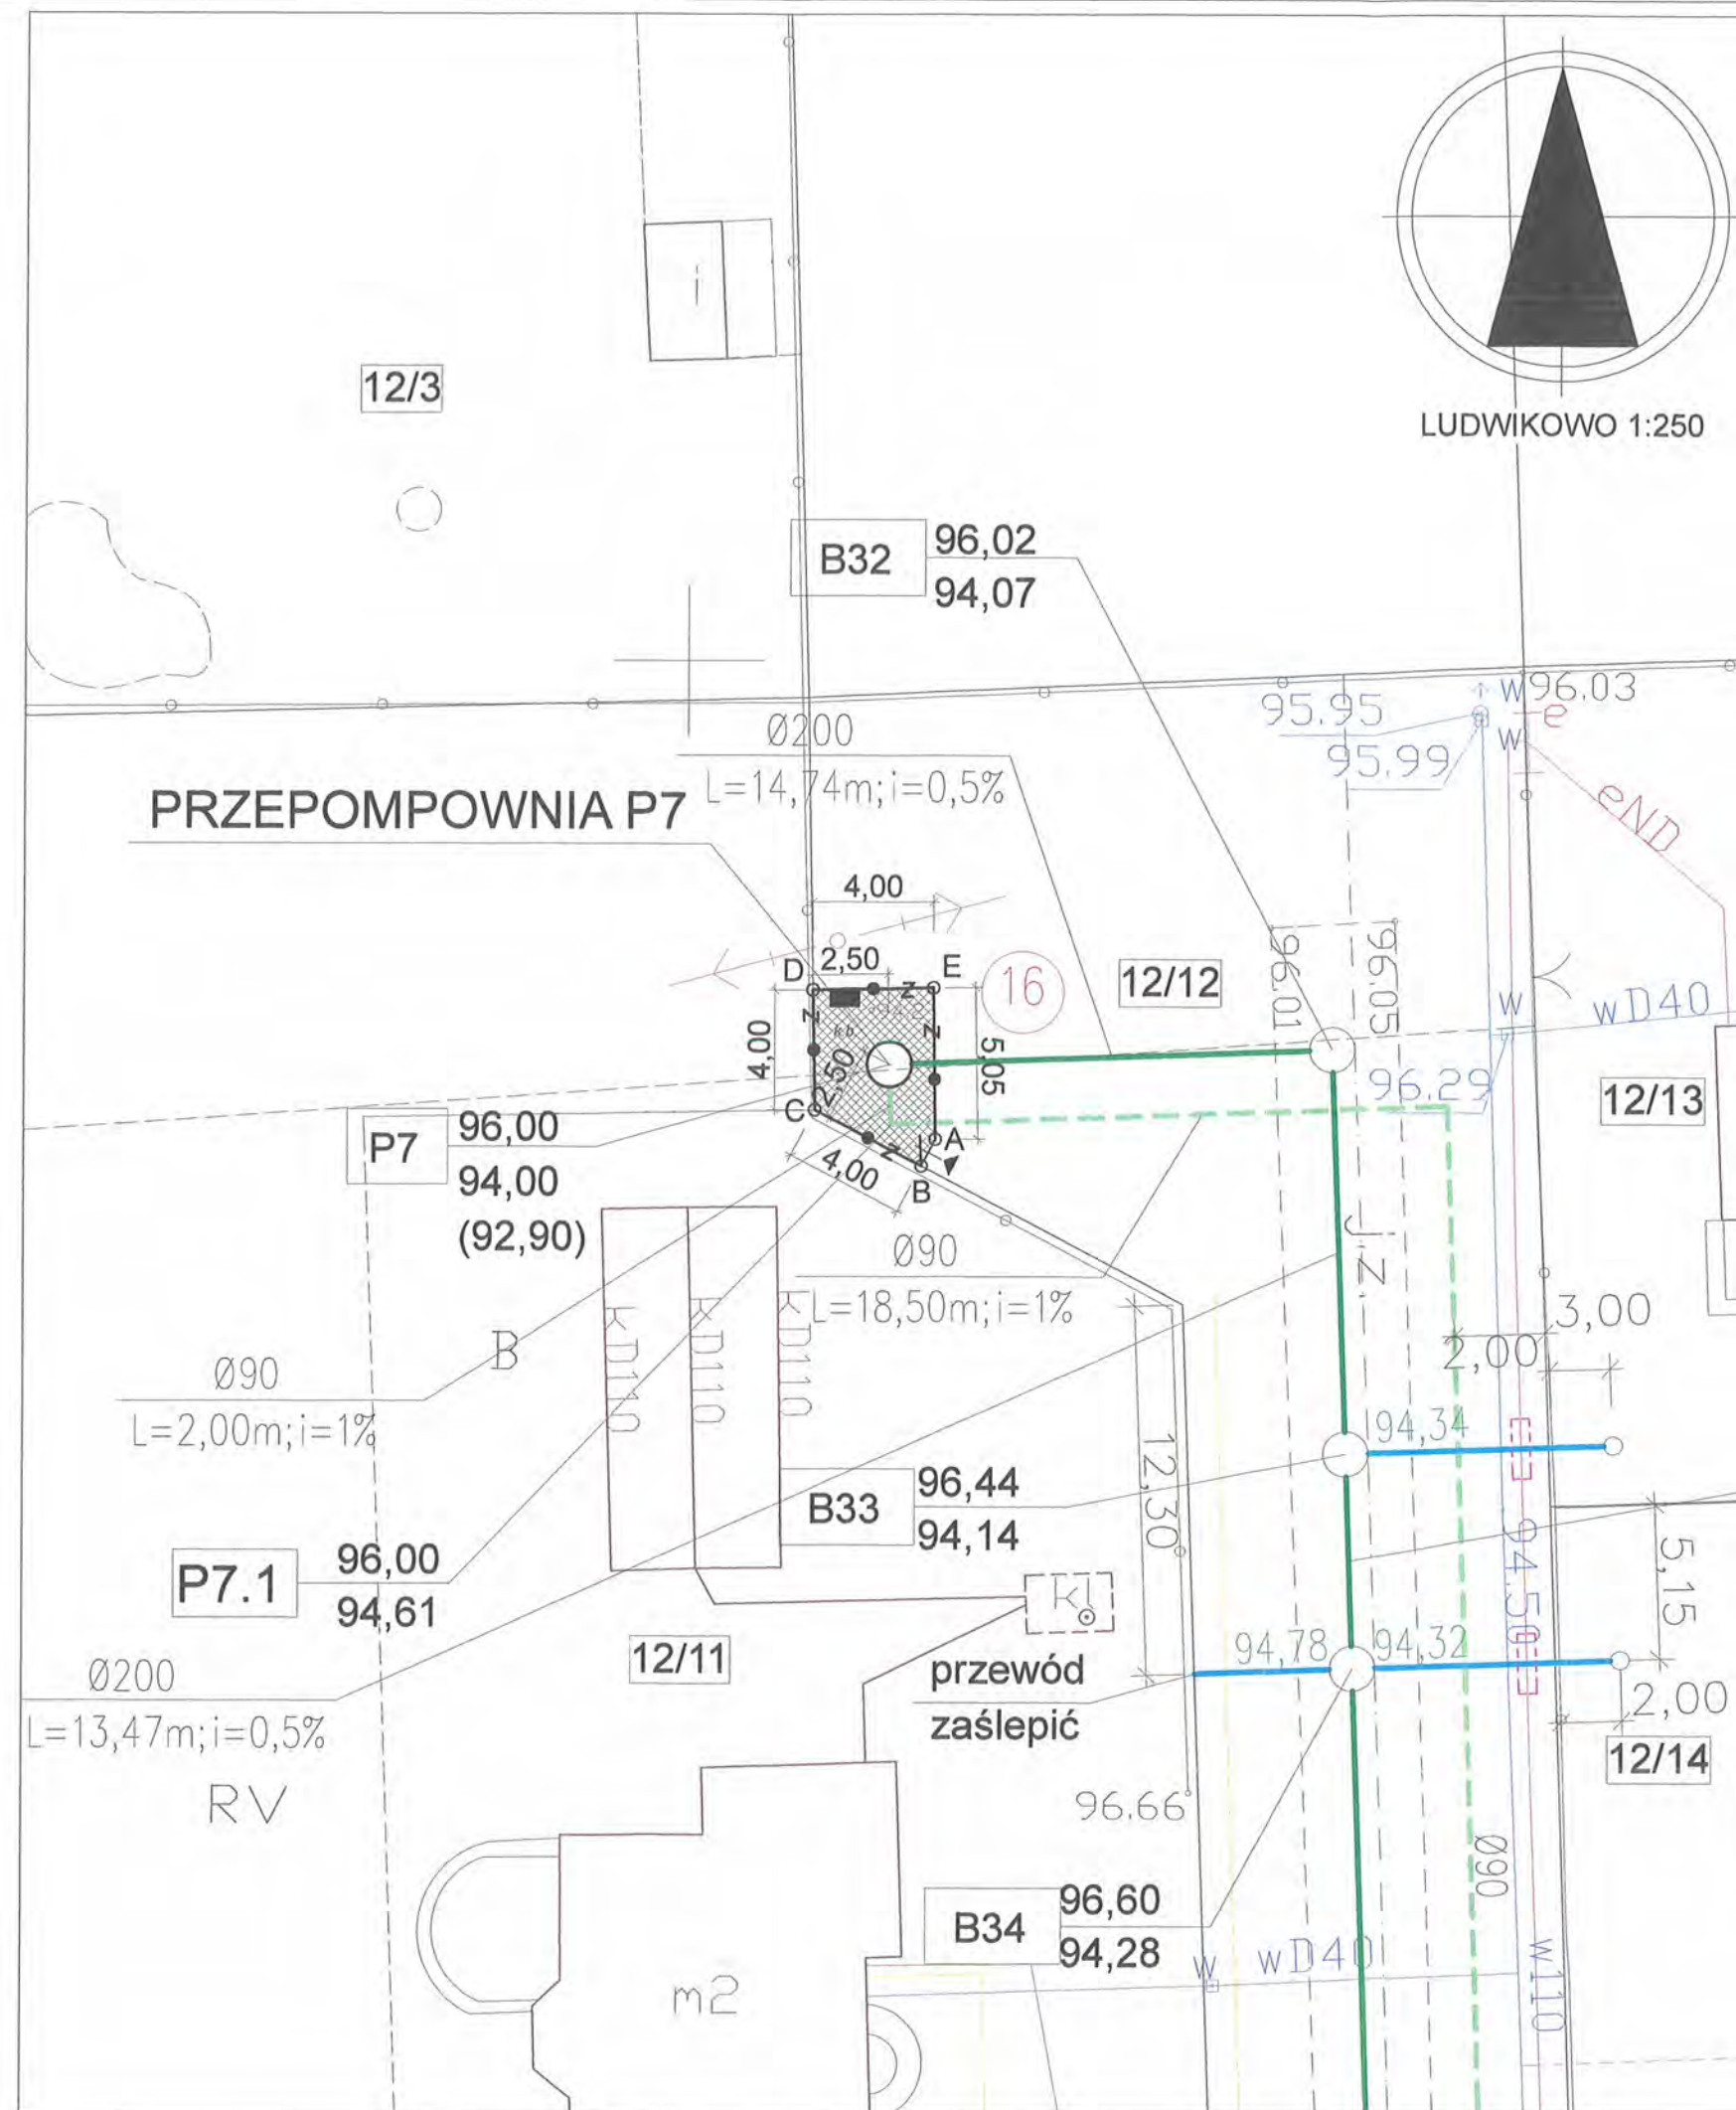 i
12/3
LUDWIKOWO 1:250
B32
96,02
94,07
W
96.03
95.95
e
W
95.99
Ø200
L=14,74m;i=0,5%
PRZEPOMPOWNIA P7
eND
4,00
D
2,50
E
z
16
12/12
96.01
96.05
W
wD40
z
z
kb
4,00
2,50
5,05
96.29
12/13
C
P7
96,00
94,00
(92,90)
z
A
4,00
B
j.z.
Ø90
L=18,50m;i=1%
3,00
2,00
B
kD110
kD110
kD110
Ø90
L=2,00m;i=1%
12,30
94,34
B33
96,44
94,14
94.50
5,15
P7.1
96,00
94,61
kl
12/11
94,78
94,32
Ø200
L=13,47m;i=0,5%
przewód
zaślepić
2,00
12/14
RV
96.66
Ø90
B34
96,60
94,28
W
wD40
w110
m2